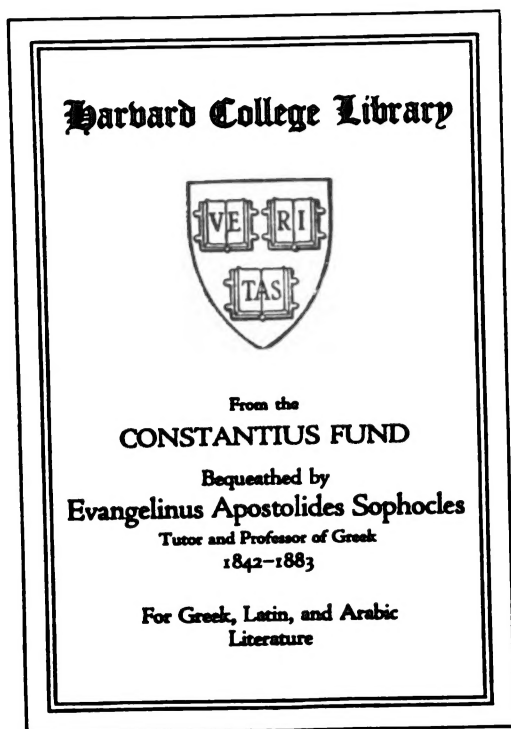 Harvard College Library
VE RI
TAS
From the
CONSTANTIUS FUND
Bequeathed by
Evangelinus Apostolides Sophocles
Tutor and Professor of Greek
1842–1883
For Greek, Latin, and Arabic
Literature